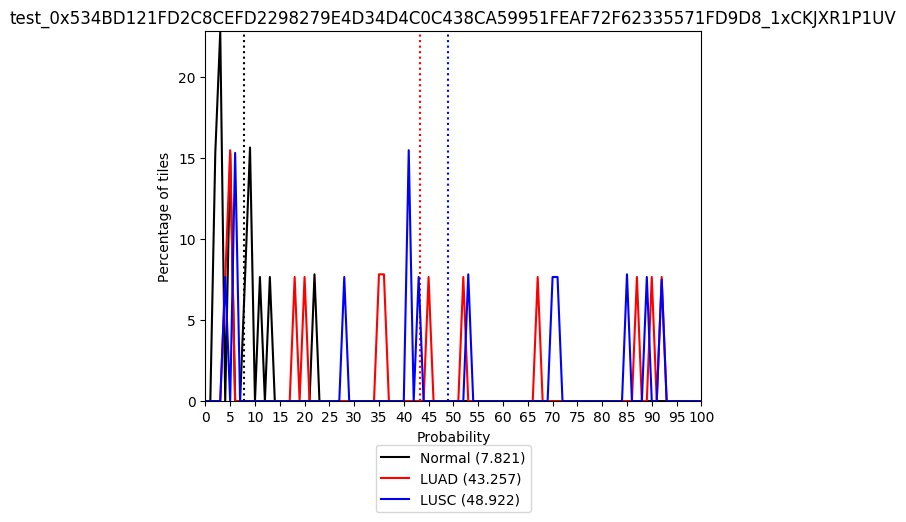 test_0x534BD121FD2C8CEFD2298279E4D34D4C0C438CA59951FEAF72F62335571FD9D8_1xCKJXR1P1UV
Percentage of tiles
20
15
10
5
0
0 5 10 15 20 25 30 35 40 45 50 55 60 65 70 75 80 85 90 95 100
Probability
Normal (7.821)
LUAD (43.257)
LUSC (48.922)